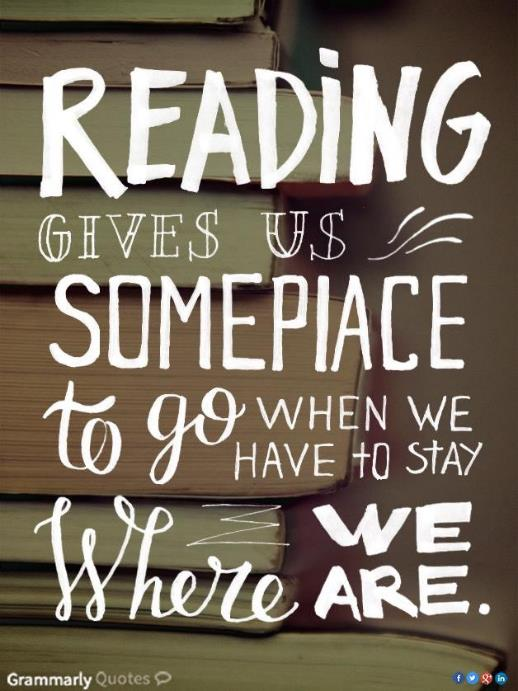 READiNG
GIVES US
SOMEPlACE
to go WHEN WE
HAVE tO StAY
Where WE
ARE.
Grammarly Quotes